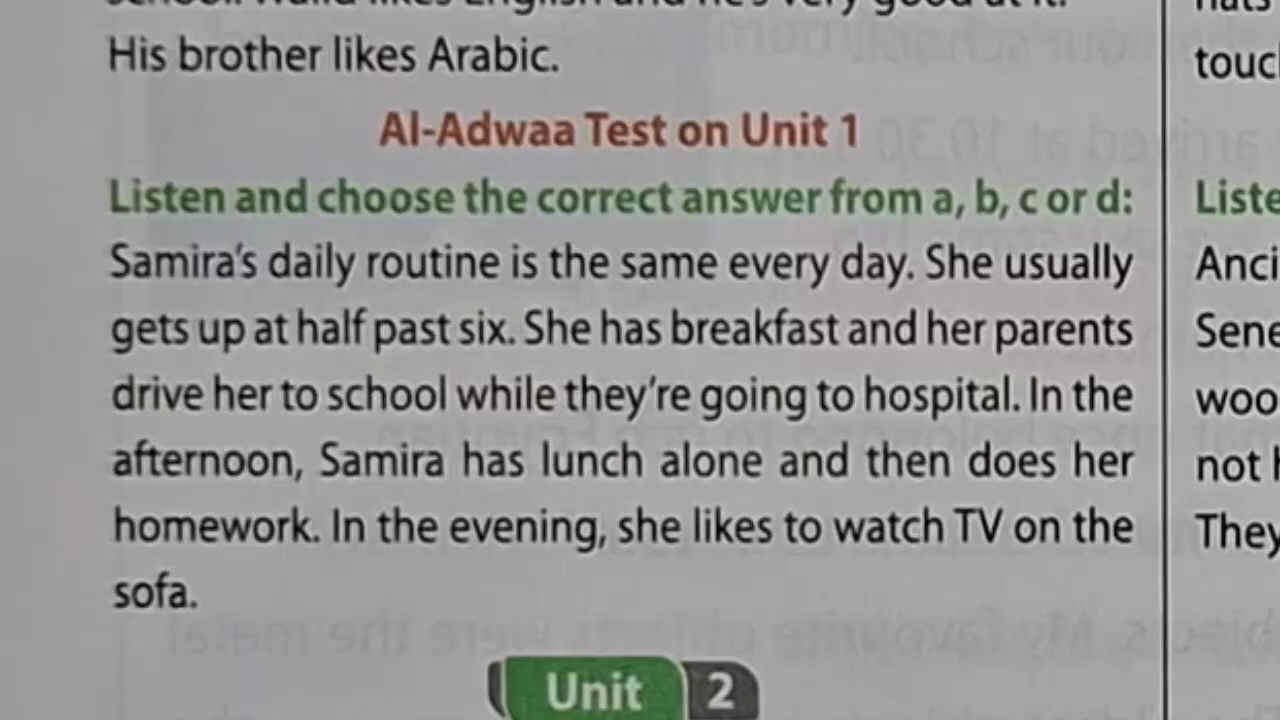 His brother likes Arabic.
Al-Adwaa Test on Unit 1
Listen and choose the correct answer from a, b, c or d:
Samira's daily routine is the same every day. She usually
gets up at half past six. She has breakfast and her parents
drive her to school while they're going to hospital. In the
afternoon, Samira has lunch alone and then does her
homework. In the evening, she likes to watch TV on the
sofa.
Unit 2
touc
Liste
Anci
Sene
woo
not
They